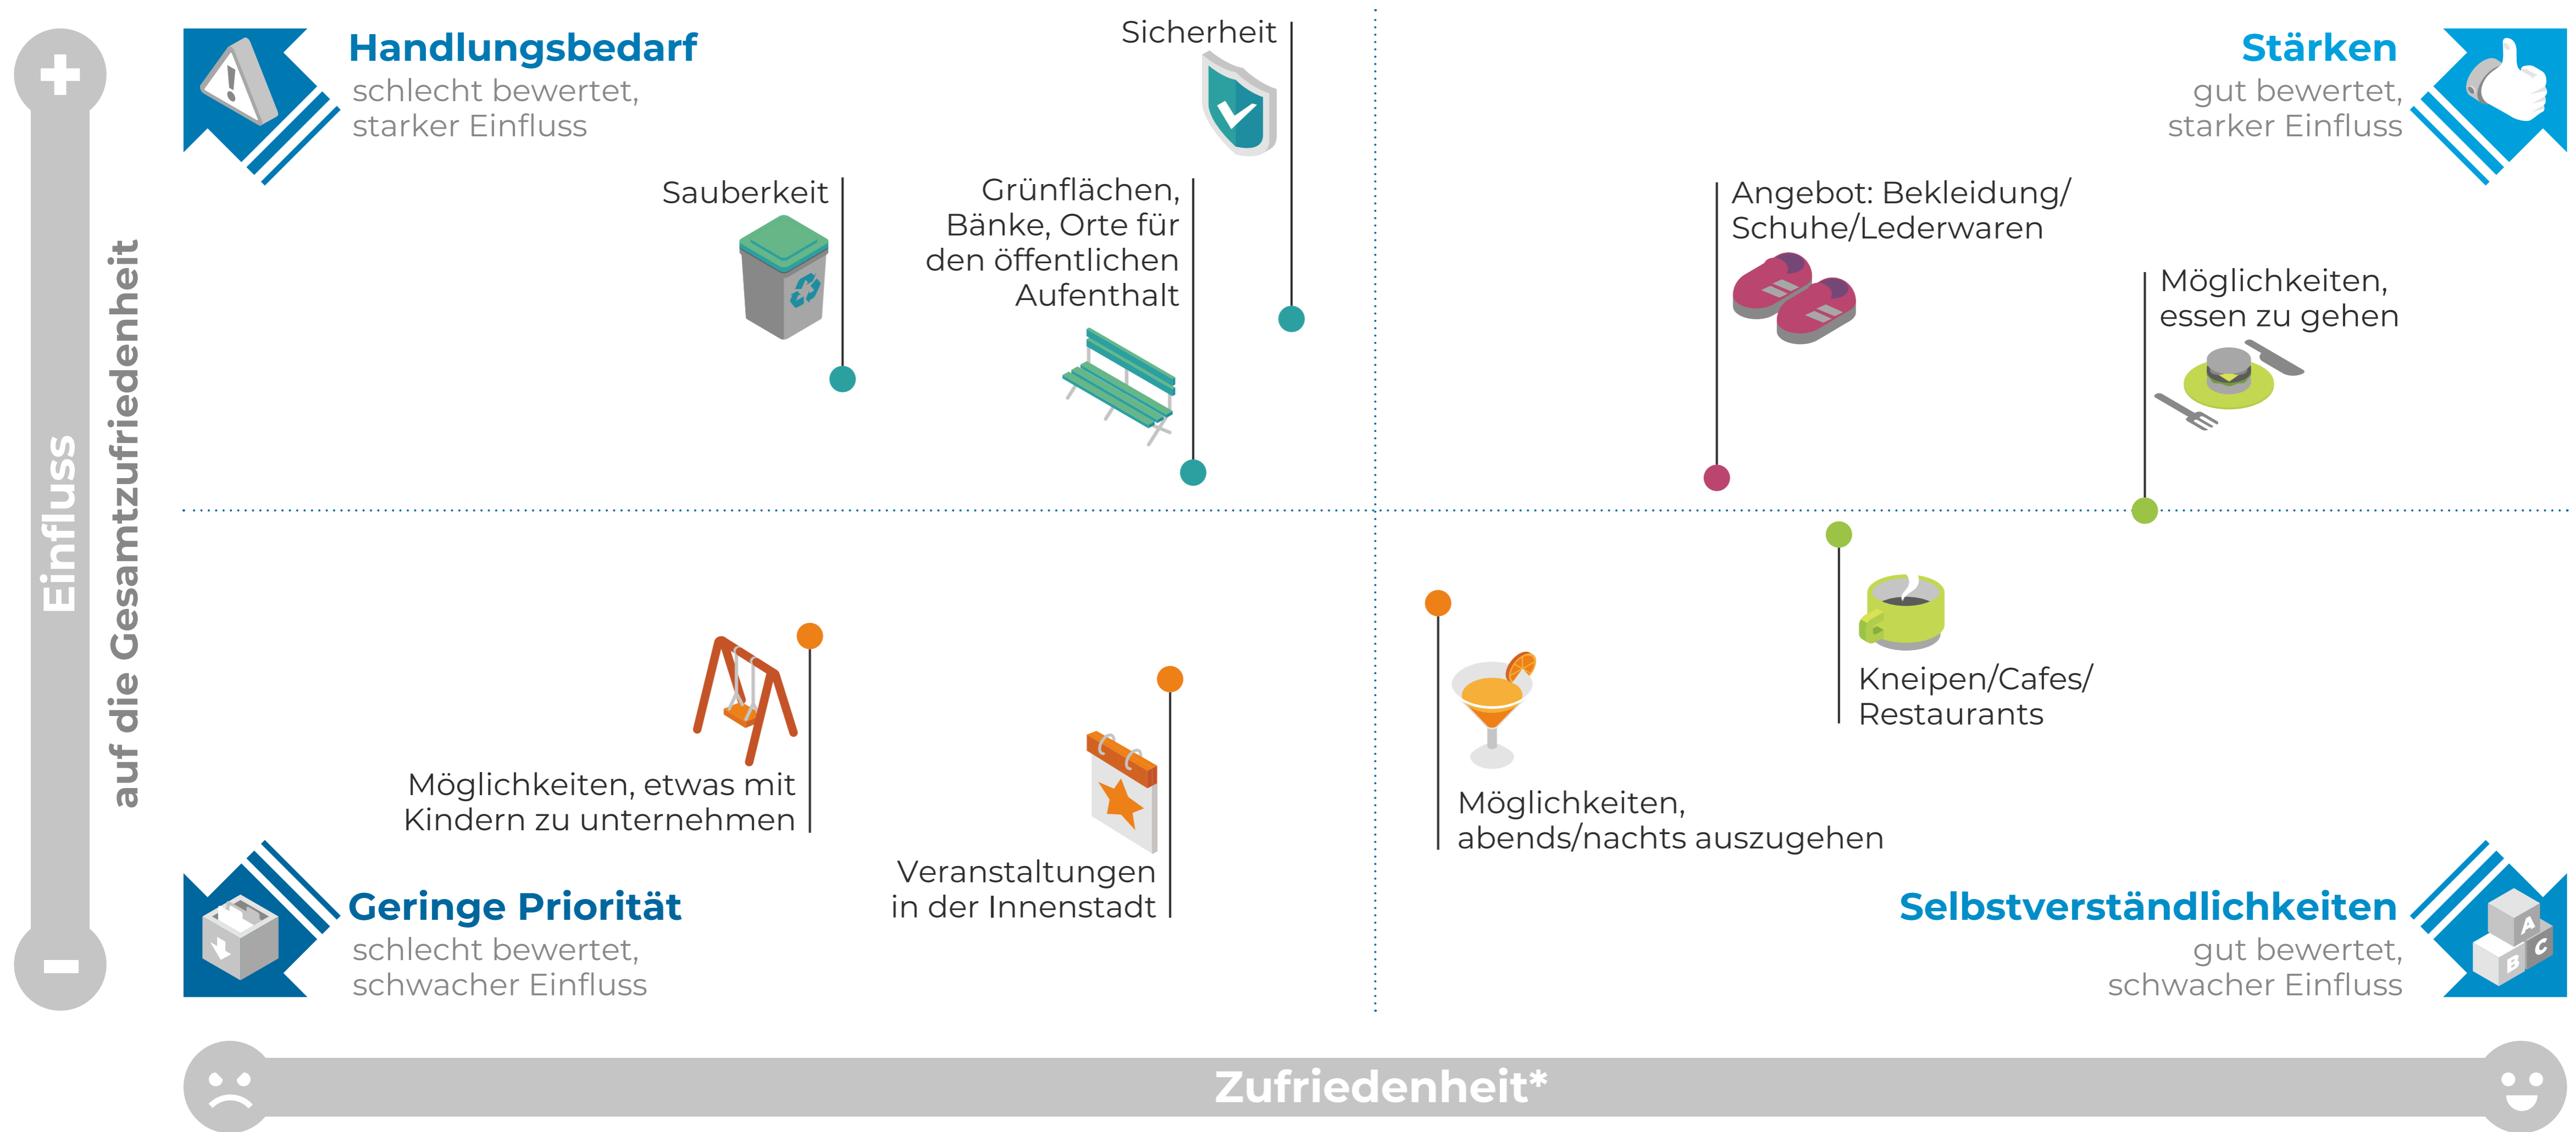 Einfluss
auf die Gesamtzufriedenheit
Handlungsbedarf
schlecht bewertet,
starker Einfluss
Sicherheit
Stärken
gut bewertet,
starker Einfluss
Sauberkeit
Grünflächen,
Bänke, Orte für
den öffentlichen
Aufenthalt
Angebot: Bekleidung/
Schuhe/Lederwaren
Möglichkeiten,
essen zu gehen
Möglichkeiten, etwas mit
Kindern zu unternehmen
Veranstaltungen
in der Innenstadt
Möglichkeiten,
abends/nachts auszugehen
Kneipen/Cafes/
Restaurants
Geringe Priorität
schlecht bewertet,
schwacher Einfluss
Selbstverständlichkeiten
gut bewertet,
schwacher Einfluss
A
B C
Zufriedenheit*